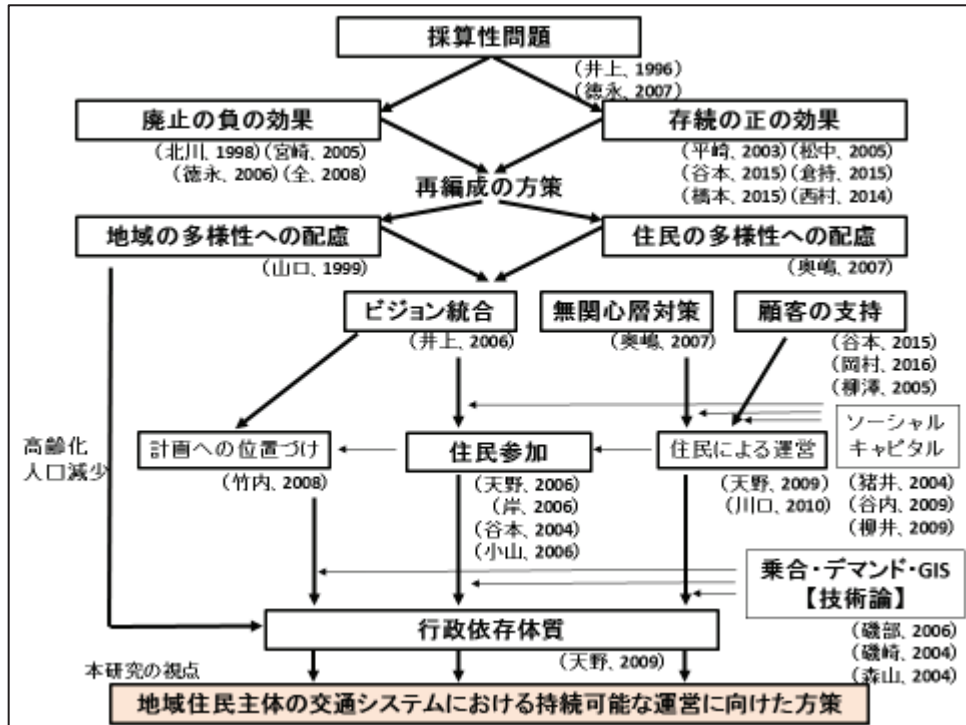 採算性問題
（井上、1996）
（徳永、2007）
廃止の負の効果
存続の正の効果
（北川、1998）（宮崎、2005）
（徳永、2006）（全、2008）
（平崎、2003）（松中、2005）
（谷本、2015）（倉持、2015）
（橋本、2015）（西村、2014）
再編成の方策
地域の多様性への配慮
住民の多様性への配慮
（山口、1999）
（奥嶋、2007）
ビジョン統合
無関心層対策
顧客の支持
（井上、2006）
（奥嶋、2007）
（谷本、2015）
（岡村、2016）
（柳澤、2005）
ソーシャル
キャピタル
高齢化
人口減少
計画への位置づけ
住民参加
住民による運営
（竹内、2008）
（天野、2006）
（岸、2006）
（谷本、2004）
（小山、2006）
（天野、2009）
（川口、2010）
（猪井、2004）
（谷内、2009）
（柳井、2009）
乗合・デマンド・GIS
【技術論】
（磯部、2006）
（磯崎、2004）
（森山、2004）
行政依存体質
（天野、2009）
本研究の視点
地域住民主体の交通システムにおける持続可能な運営に向けた方策